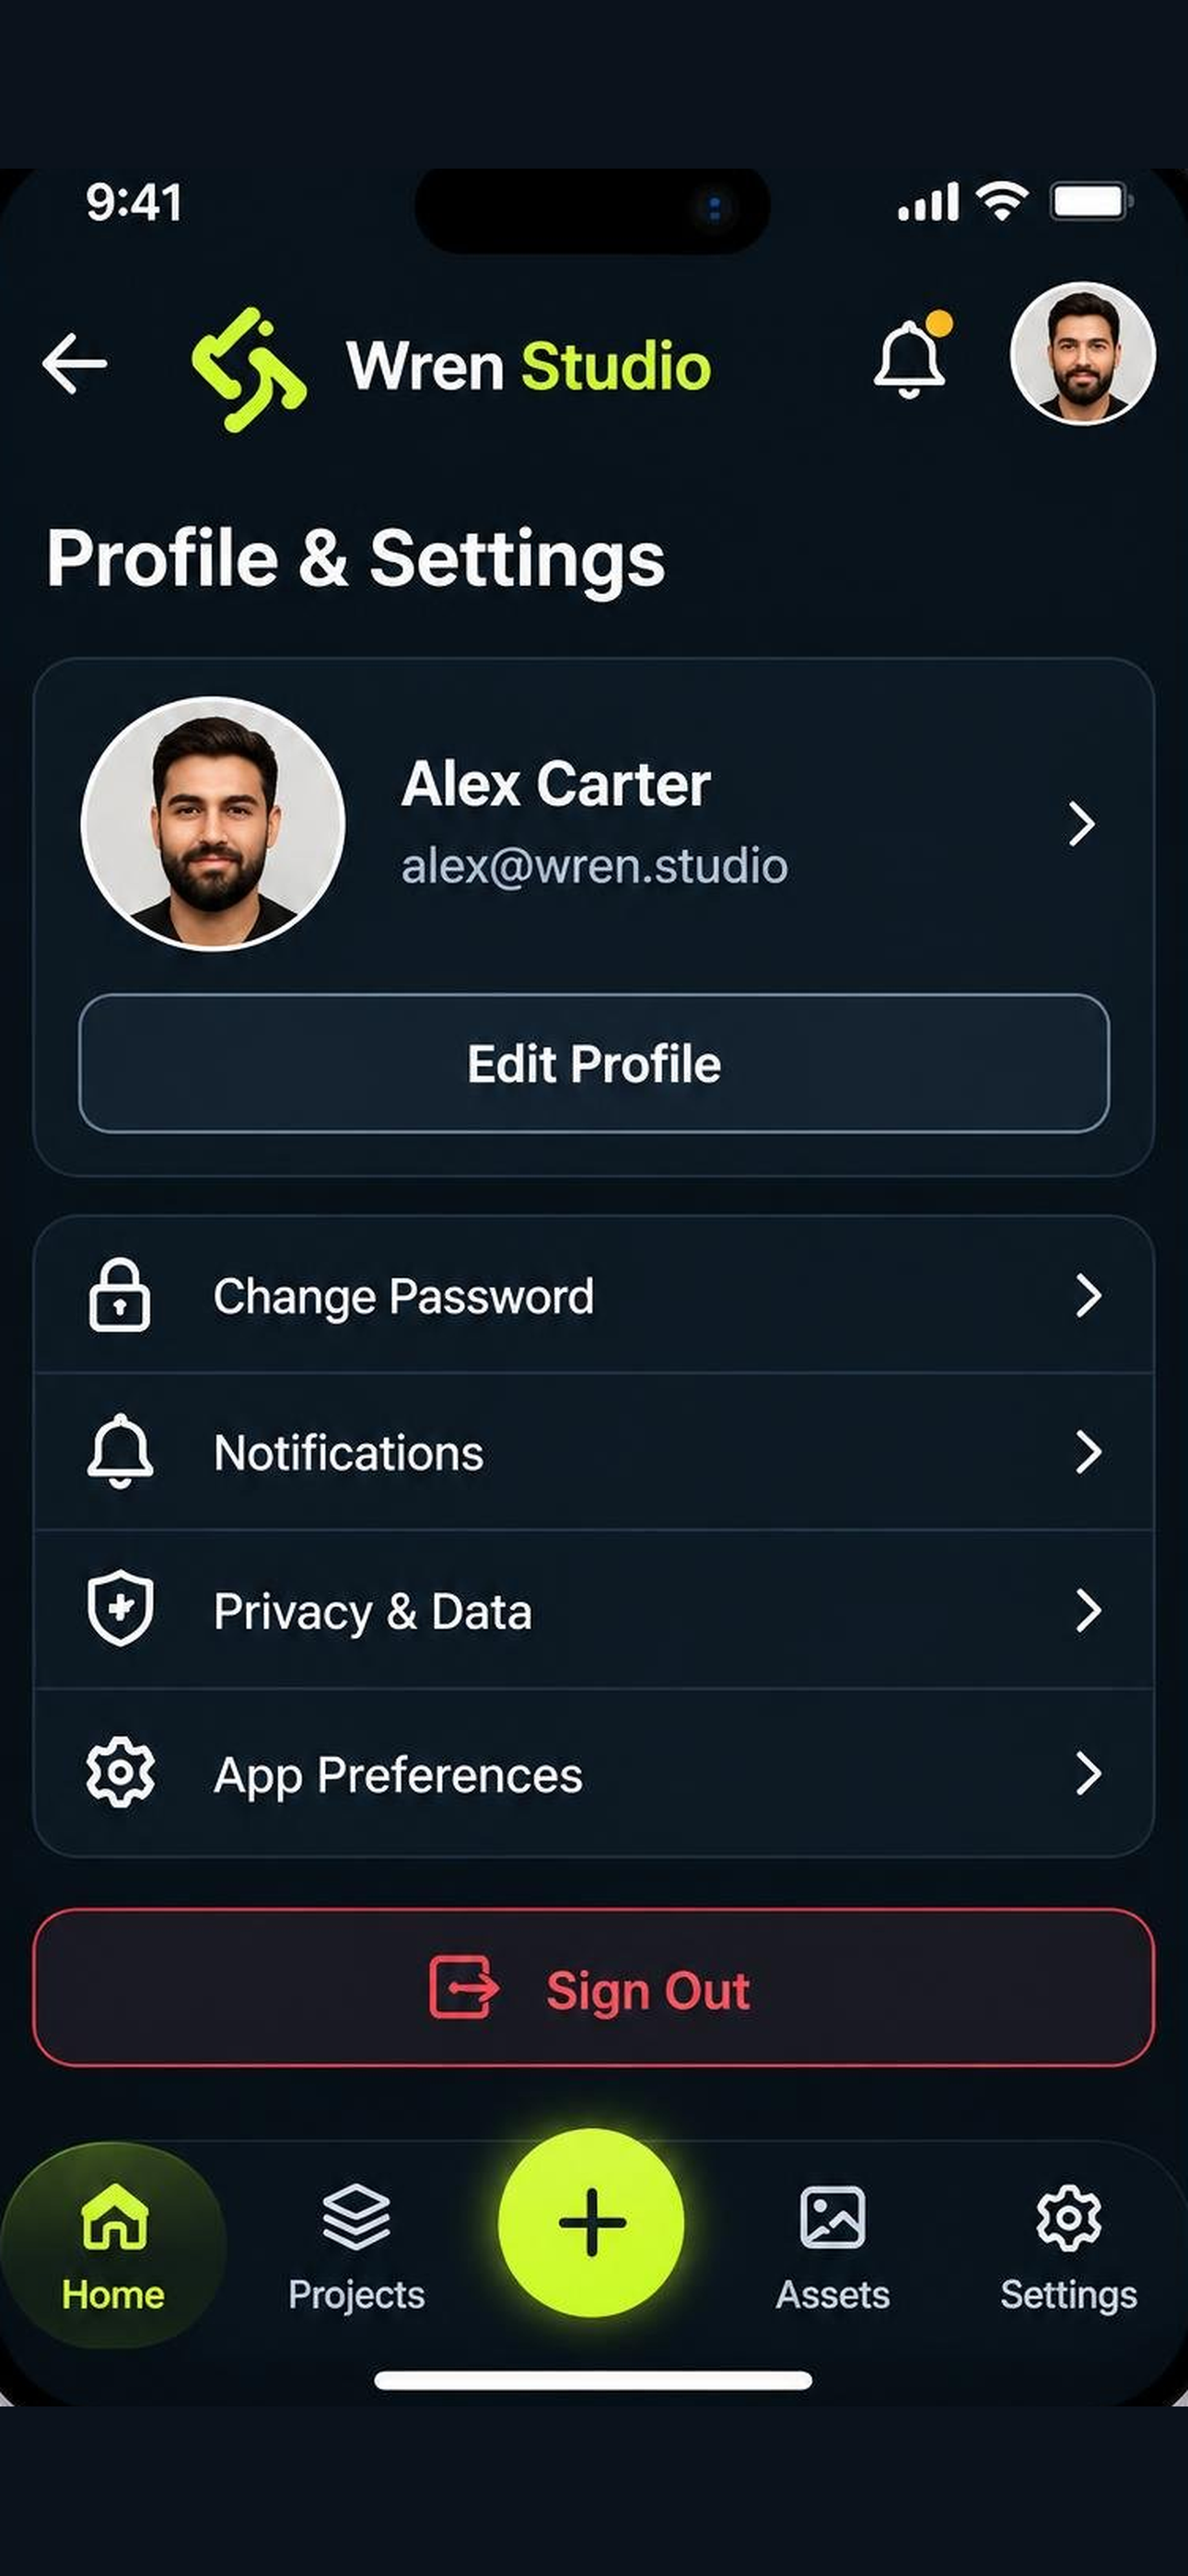 9:41
Wren Studio
Profile & Settings
Alex Carter
alex@wren.studio
Edit Profile
Change Password
Notifications
Privacy & Data
App Preferences
Sign Out
Home
Projects
Assets
Settings